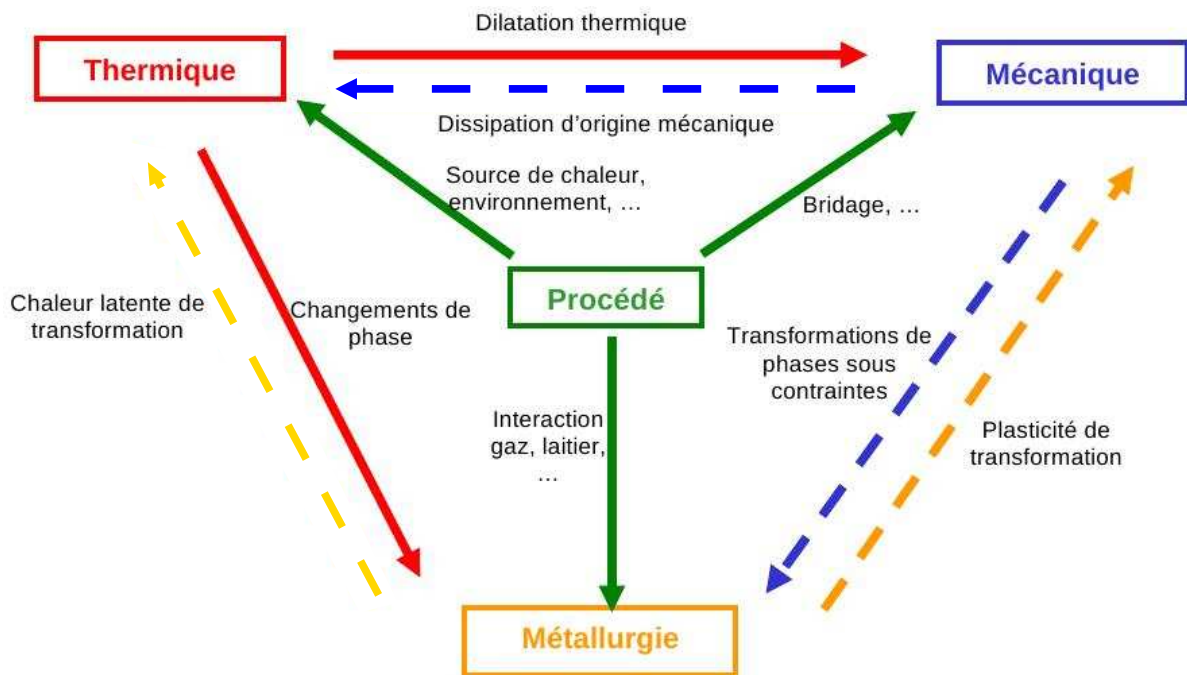 Dilatation thermique
Thermique
Mécanique
Dissipation d’origine mécanique
Source de chaleur,
environnement, …
Bridage, …
Procédé
Chaleur latente de
transformation
Changements de
phase
Transformations de
phases sous
contraintes
Interaction
gaz, laitier,
…
Plasticité de
transformation
Métallurgie